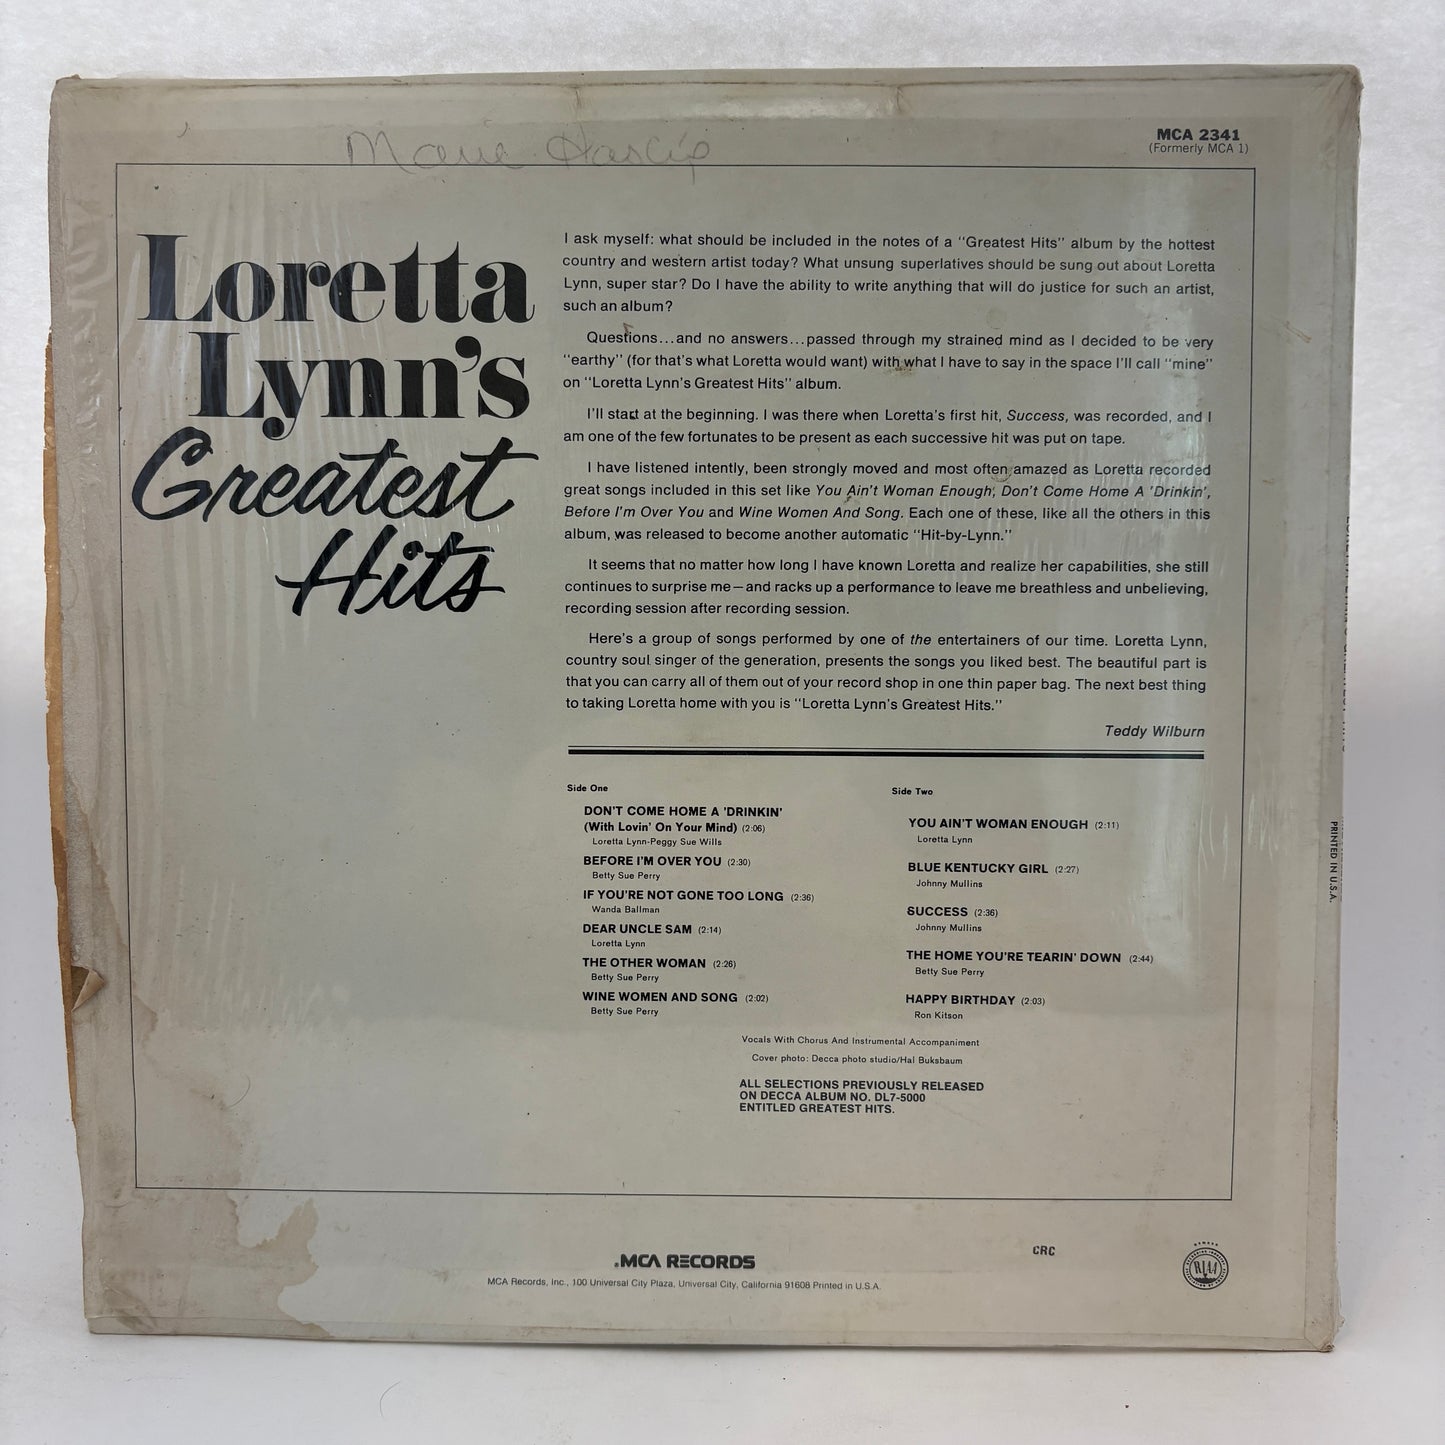 MCA 2341
(Formerly MCA 1)
Loretta
Lynn's
Greatest
Hits
I ask myself: what should be included in the notes of a "Greatest Hits" album by the hottest
country and western artist today? What unsung superlatives should be sung out about Loretta
Lynn, super star? Do I have the ability to write anything that will do justice for such an artist,
such an album?
Questions...and no answers...passed through my strained mind as I decided to be very
"earthy" (for that's what Loretta would want) with what I have to say in the space I'll call "mine"
on "Loretta Lynn's Greatest Hits" album.
I'll start at the beginning. I was there when Loretta's first hit, Success, was recorded, and I
am one of the few fortunates to be present as each successive hit was put on tape.
I have listened intently, been strongly moved and most often amazed as Loretta recorded
great songs included in this set like You Ain't Woman Enough, Don't Come Home A 'Drinkin',
Before I'm Over You and Wine Women And Song. Each one of these, like all the others in this
album, was released to become another automatic "Hit-by-Lynn."
It seems that no matter how long I have known Loretta and realize her capabilities, she still
continues to surprise me—and racks up a performance to leave me breathless and unbelieving,
recording session after recording session.
Here's a group of songs performed by one of the entertainers of our time. Loretta Lynn,
country soul singer of the generation, presents the songs you liked best. The beautiful part is
that you can carry all of them out of your record shop in one thin paper bag. The next best thing
to taking Loretta home with you is "Loretta Lynn's Greatest Hits."
Teddy Wilburn
Side One
DON'T COME HOME A 'DRINKIN'
(With Lovin' On Your Mind) (2:06)
Loretta Lynn-Peggy Sue Wills
BEFORE I'M OVER YOU (2:30)
Betty Sue Perry
IF YOU'RE NOT GONE TOO LONG (2:36)
Wanda Ballman
DEAR UNCLE SAM (2:14)
Loretta Lynn
THE OTHER WOMAN (2:26)
Betty Sue Perry
WINE WOMEN AND SONG (2:02)
Betty Sue Perry
Side Two
YOU AIN'T WOMAN ENOUGH (2:11)
Loretta Lynn
BLUE KENTUCKY GIRL (2:27)
Johnny Mullins
SUCCESS (2:36)
Johnny Mullins
THE HOME YOU'RE TEARIN' DOWN (2:44)
Betty Sue Perry
HAPPY BIRTHDAY (2:03)
Ron Kitson
Vocals With Chorus And Instrumental Accompaniment
Cover photo: Decca photo studio/Hal Buksbaum
ALL SELECTIONS PREVIOUSLY RELEASED
ON DECCA ALBUM NO. DL7-5000
ENTITLED GREATEST HITS.
PRINTED IN U.S.A.
MCA RECORDS
MCA Records, Inc., 100 Universal City Plaza, Universal City, California 91608 Printed in U.S.A.
CRC
RIAA